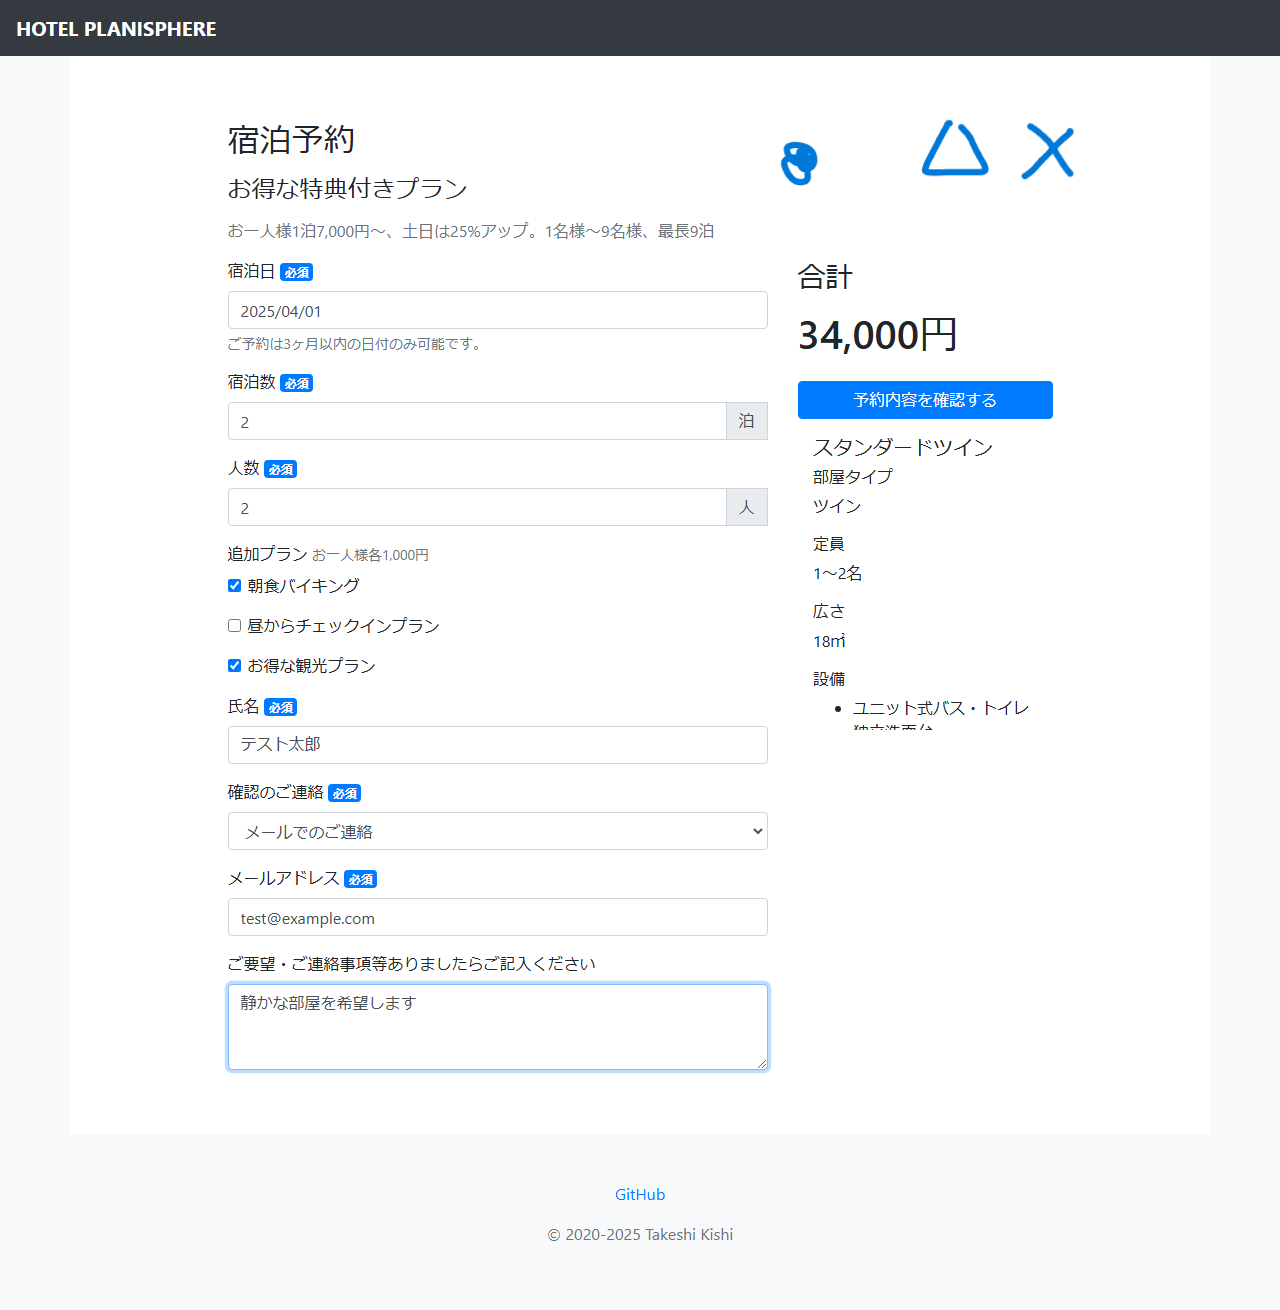 HOTEL PLANISPHERE
宿泊予約
お得な特典付きプラン
お一人様1泊7,000円〜、土日は25%アップ。1名様〜9名様、最長9泊
宿泊日 必須
2025/04/01
ご予約は3ヶ月以内の日付のみ可能です。
宿泊数 必須
2 泊
人数 必須
2 人
追加プラン お一人様各1,000円
朝食バイキング
昼からチェックインプラン
お得な観光プラン
氏名 必須
テスト太郎
確認のご連絡 必須
メールでのご連絡
メールアドレス 必須
test@example.com
ご要望・ご連絡事項等ありましたらご記入ください
静かな部屋を希望します
合計
34,000円
予約内容を確認する
スタンダードツイン
部屋タイプ
ツイン
定員
1〜2名
広さ
18㎡
設備
ユニット式バス・トイレ
GitHub
© 2020-2025 Takeshi Kishi